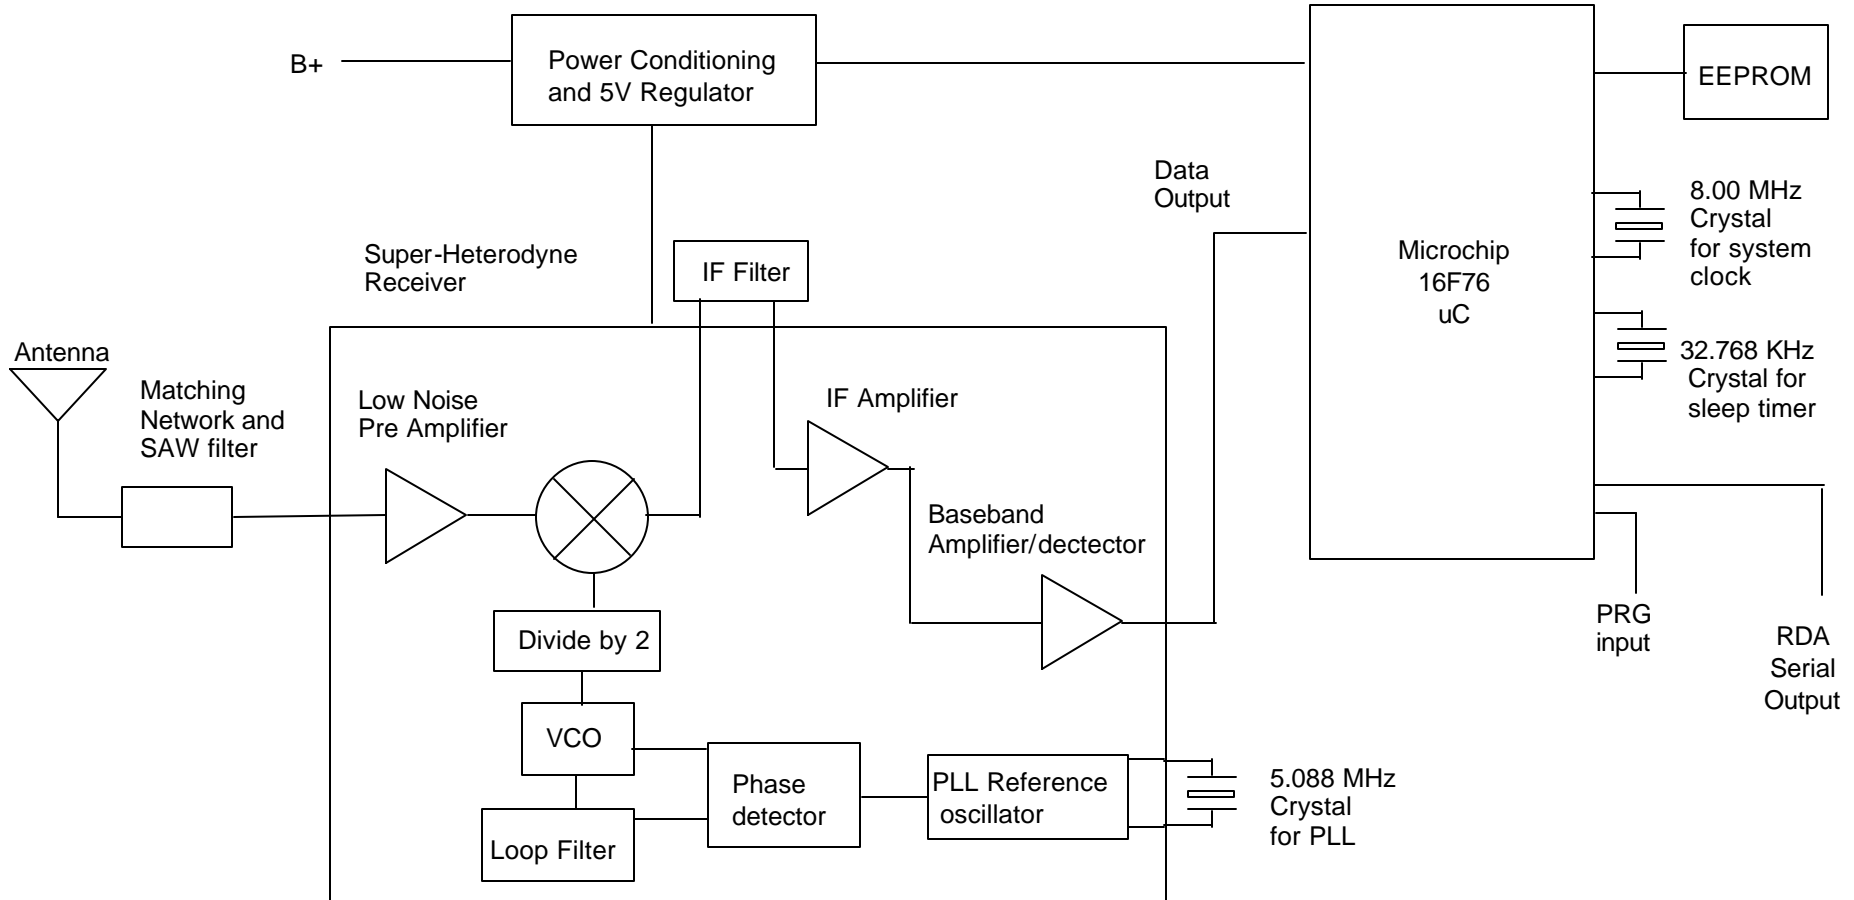 B+
Power Conditioning
and 5V Regulator
EEPROM
Data
Output
8.00 MHz
Crystal
for system
clock
Super-Heterodyne
Receiver
IF Filter
Microchip
16F76
uC
Antenna
32.768 KHz
Crystal for
sleep timer
Matching
Network and
SAW filter
Low Noise
Pre Amplifier
IF Amplifier
Baseband
Amplifier/dectector
PRG
input
RDA
Serial
Output
Divide by 2
VCO
Phase
detector
PLL Reference
oscillator
5.088 MHz
Crystal
for PLL
Loop Filter